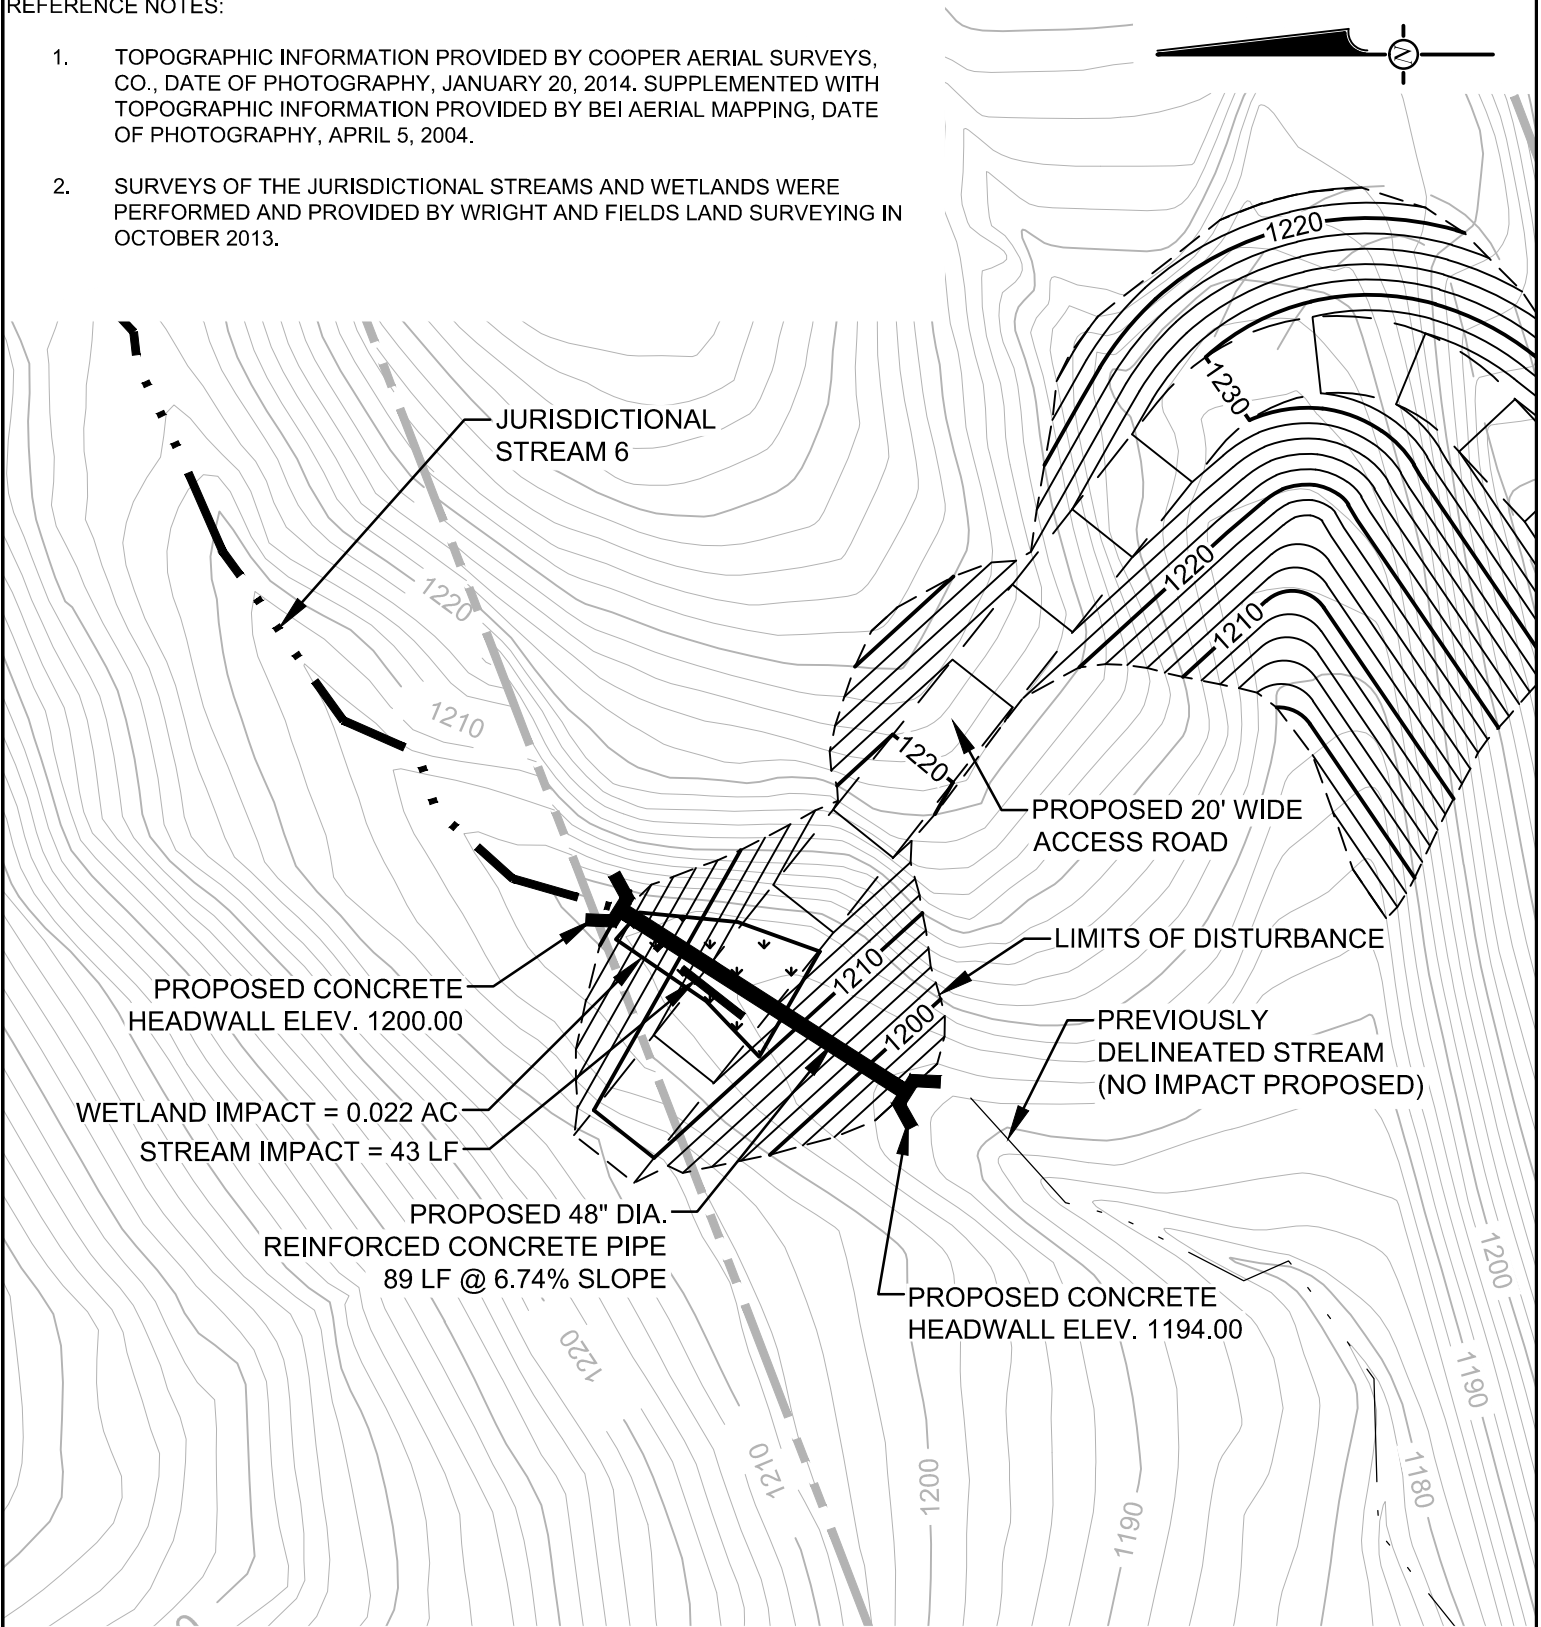 REFERENCE NOTES:
1. TOPOGRAPHIC INFORMATION PROVIDED BY COOPER AERIAL SURVEYS,
CO., DATE OF PHOTOGRAPHY, JANUARY 20, 2014. SUPPLEMENTED WITH
TOPOGRAPHIC INFORMATION PROVIDED BY BEI AERIAL MAPPING, DATE
OF PHOTOGRAPHY, APRIL 5, 2004.
2. SURVEYS OF THE JURISDICTIONAL STREAMS AND WETLANDS WERE
PERFORMED AND PROVIDED BY WRIGHT AND FIELDS LAND SURVEYING IN
OCTOBER 2013.
N
1220
1230
JURISDICTIONAL
STREAM 6
1220
1220
1210
1210
1220
PROPOSED 20' WIDE
ACCESS ROAD
LIMITS OF DISTURBANCE
1210
1200
PROPOSED CONCRETE
HEADWALL ELEV. 1200.00
PREVIOUSLY
DELINEATED STREAM
(NO IMPACT PROPOSED)
WETLAND IMPACT = 0.022 AC
STREAM IMPACT = 43 LF
PROPOSED 48" DIA.
REINFORCED CONCRETE PIPE
89 LF @ 6.74% SLOPE
PROPOSED CONCRETE
HEADWALL ELEV. 1194.00
1200
1220
1190
1210
1200
1190
1180